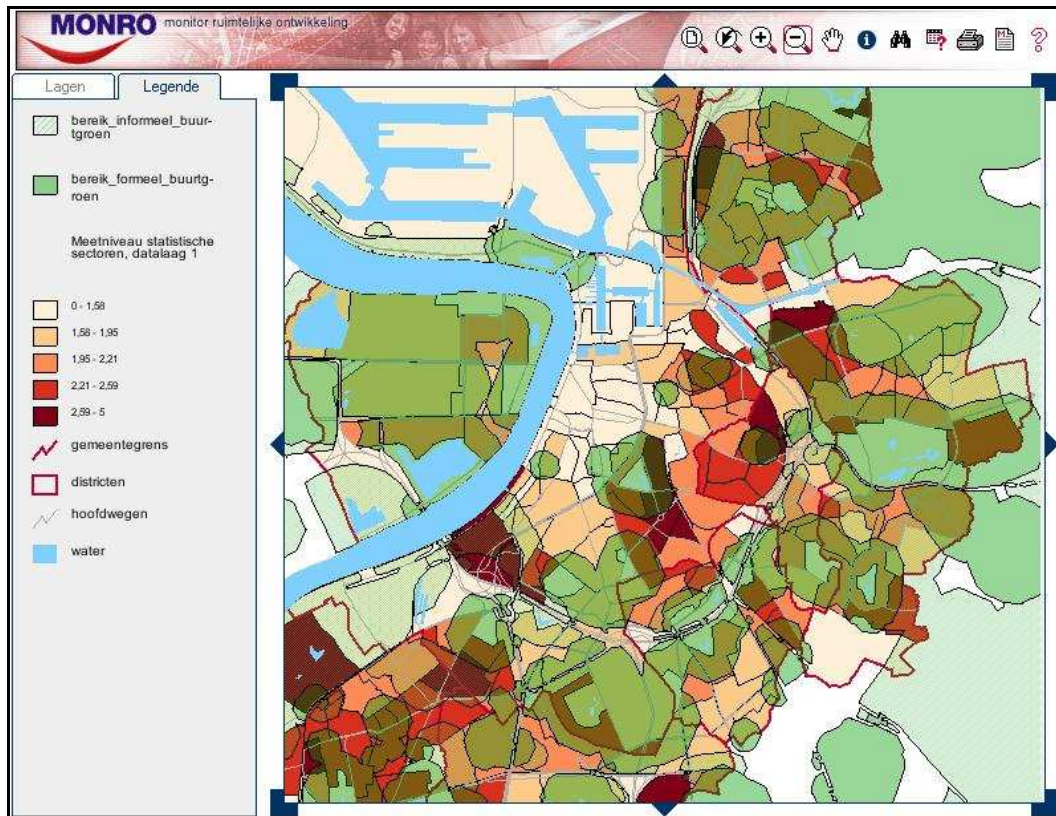 MONRO monitor ruimtelijke ontwikkeling
Lagen
Legende
bereik_informeel_buur-
tgroen
bereik_formeel_buurtg-
roen
Meetniveau statistische
sectoren, datalaag 1
0 - 1,58
1,58 - 1,95
1,95 - 2,21
2,21 - 2,59
2,59 - 5
gemeentegrens
districten
hoofdwegen
water